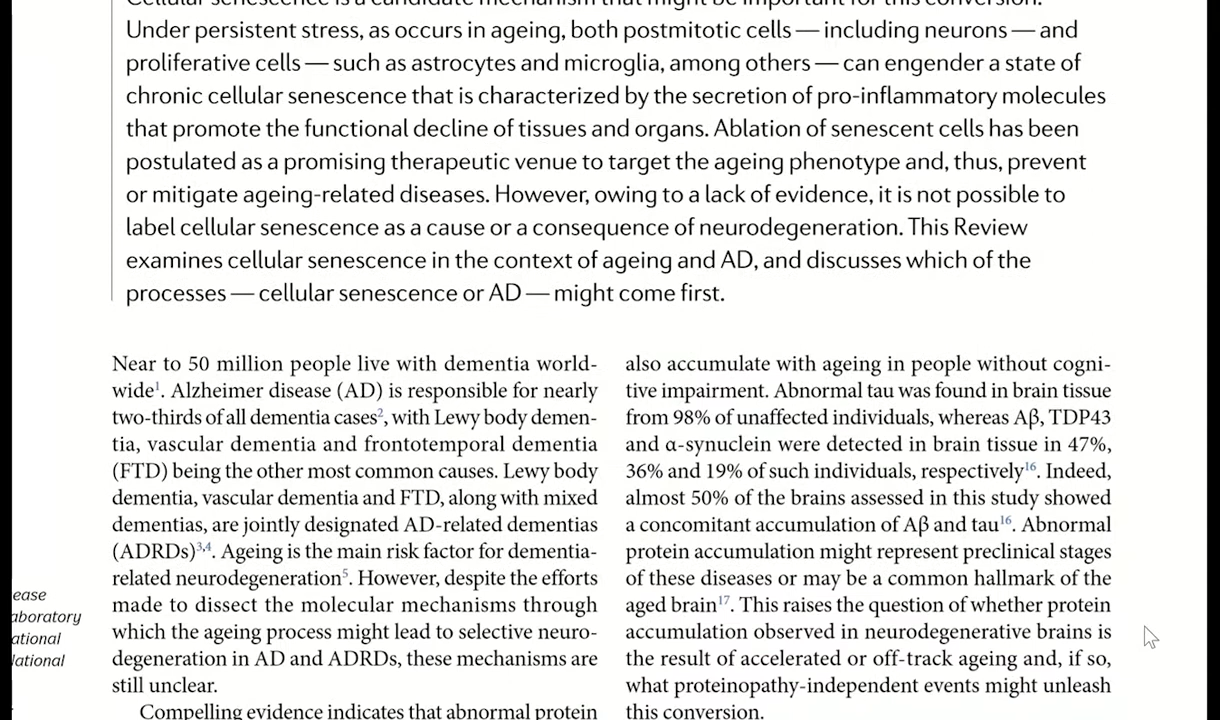 Cellular senescence is a candidate mechanism that might be important for this conversion.
Under persistent stress, as occurs in ageing, both postmitotic cells — including neurons — and
proliferative cells — such as astrocytes and microglia, among others — can engender a state of
chronic cellular senescence that is characterized by the secretion of pro-inflammatory molecules
that promote the functional decline of tissues and organs. Ablation of senescent cells has been
postulated as a promising therapeutic venue to target the ageing phenotype and, thus, prevent
or mitigate ageing-related diseases. However, owing to a lack of evidence, it is not possible to
label cellular senescence as a cause or a consequence of neurodegeneration. This Review
examines cellular senescence in the context of ageing and AD, and discusses which of the
processes — cellular senescence or AD — might come first.
Near to 50 million people live with dementia world-
wide1. Alzheimer disease (AD) is responsible for nearly
two-thirds of all dementia cases2, with Lewy body demen-
tia, vascular dementia and frontotemporal dementia
(FTD) being the other most common causes. Lewy body
dementia, vascular dementia and FTD, along with mixed
dementias, are jointly designated AD-related dementias
(ADRDs)3,4. Ageing is the main risk factor for dementia-
related neurodegeneration5. However, despite the efforts
made to dissect the molecular mechanisms through
which the ageing process might lead to selective neuro-
degeneration in AD and ADRDs, these mechanisms are
still unclear.
Compelling evidence indicates that abnormal protein
also accumulate with ageing in people without cogni-
tive impairment. Abnormal tau was found in brain tissue
from 98% of unaffected individuals, whereas Aβ, TDP43
and α-synuclein were detected in brain tissue in 47%,
36% and 19% of such individuals, respectively16. Indeed,
almost 50% of the brains assessed in this study showed
a concomitant accumulation of Aβ and tau16. Abnormal
protein accumulation might represent preclinical stages
of these diseases or may be a common hallmark of the
aged brain17. This raises the question of whether protein
accumulation observed in neurodegenerative brains is
the result of accelerated or off-track ageing and, if so,
what proteinopathy-independent events might unleash
this conversion.
ease
aboratory
ational
lational